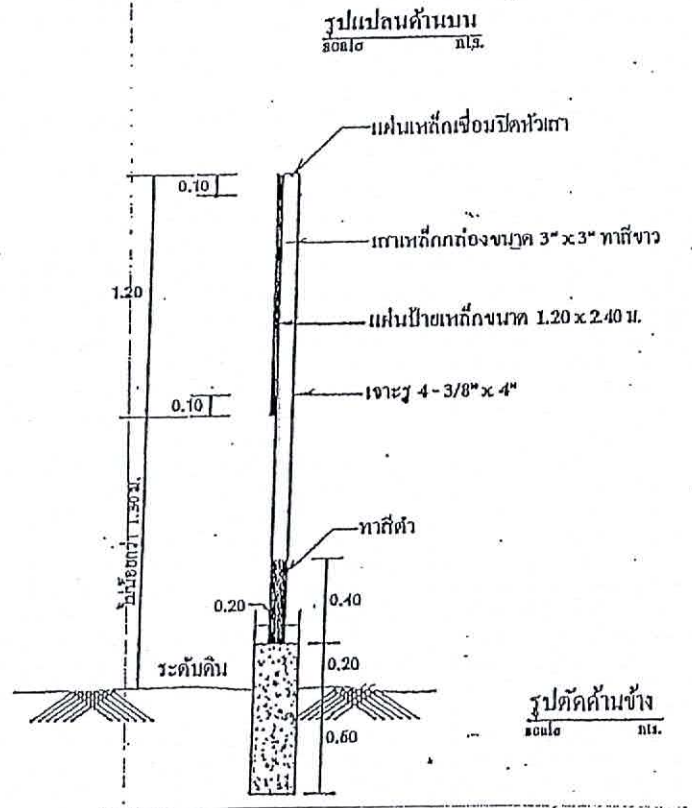 รูปแปลนด้านบน
scale nts.
แผ่นเหล็กเชื่อมปิดหัวเสา
0.10
เสาเหล็กกล่องขนาด 3" x 3" ทาสีขาว
1.20
แผ่นป้ายเหล็กขนาด 1.20 x 2.40 ม.
เจาะรู 4 - 3/8" x 4"
0.10
ไม่น้อยกว่า 1.50 ม.
ทาสีดำ
0.20
0.40
ระดับดิน
0.20
รูปตัดด้านข้าง
scale nts.
0.60